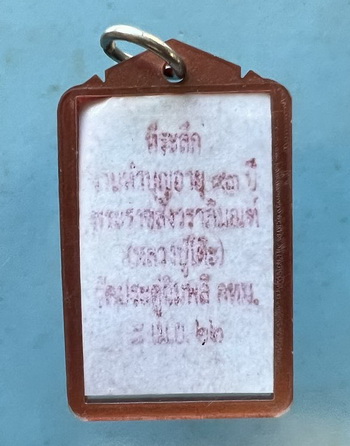 ที่ระลึก
งานทำบุญอายุ ๙๓ ปี
พระราชสังวราภิมณฑ์
(หลวงปู่โต๊ะ)
วัดประดู่ฉิมพลี กทม.
๘ เม.ย. ๒๒